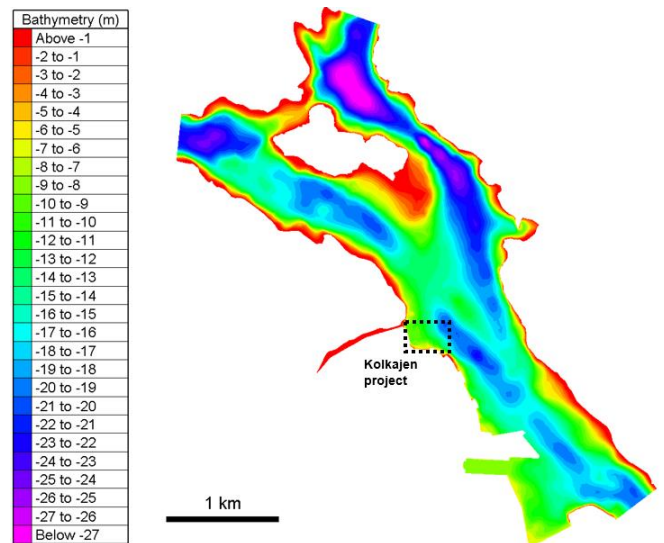 Bathymetry (m)
Above -1
-2 to -1
-3 to -2
-4 to -3
-5 to -4
-6 to -5
-7 to -6
-8 to -7
-9 to -8
-10 to -9
-11 to -10
-12 to -11
-13 to -12
-14 to -13
-15 to -14
-16 to -15
-17 to -16
-18 to -17
-19 to -18
-20 to -19
-21 to -20
-22 to -21
-23 to -22
-24 to -23
-25 to -24
-26 to -25
-27 to -26
Below -27
Kolkajen
project
1 km